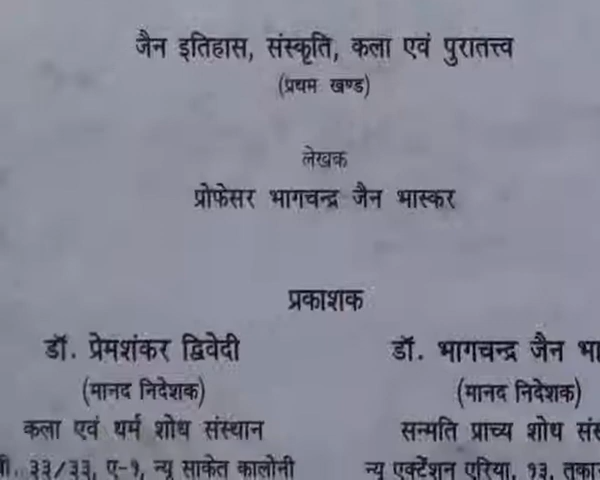 जैन इतिहास, संस्कृति, कला एवं पुरातत्त्व
(प्रथम खण्ड)
लेखक
प्रोफेसर भागचन्द्र जैन भास्कर
प्रकाशक
डॉ. प्रेमशंकर द्विवेदी
(मानद निदेशक)
कला एवं धर्म शोध संस्थान
३३/३३, ए-१, न्यू साकेत कालोनी
डॉ. भागचन्द्र जैन
(मानद निदेशक)
सन्मति प्राच्य शोध
न्यू एक्टेंशन एरिया, १३,